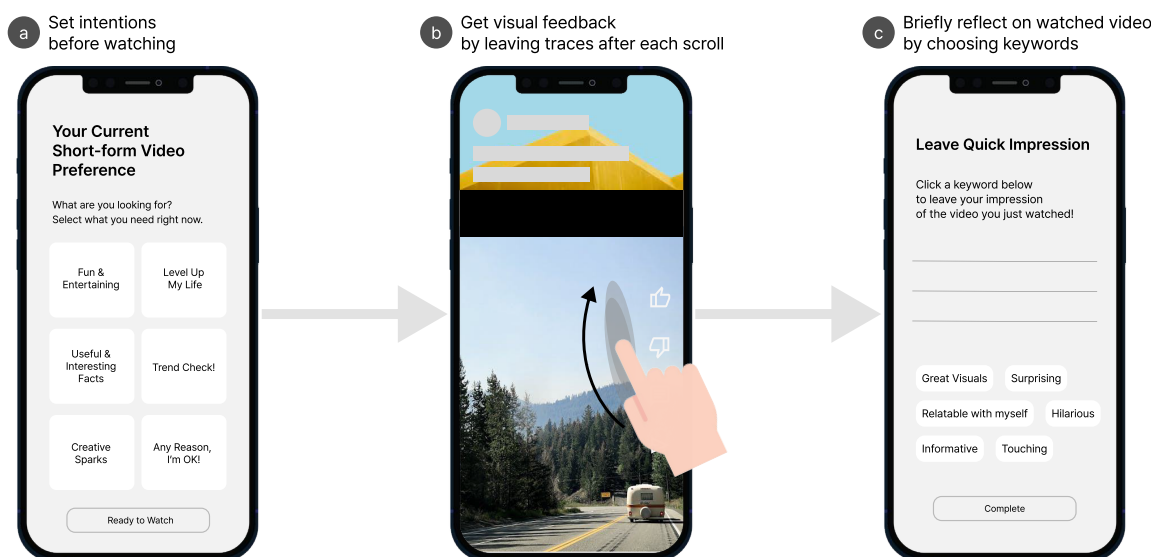 a
Set intentions
before watching
Your Current
Short-form Video
Preference
What are you looking for?
Select what you need right now.
Fun &
Entertaining
Level Up
My Life
Useful &
Interesting
Facts
Trend Check!
Creative
Sparks
Any Reason,
I'm OK!
Ready to Watch
b
Get visual feedback
by leaving traces after each scroll
c
Briefly reflect on watched video
by choosing keywords
Leave Quick Impression
Click a keyword below
to leave your impression
of the video you just watched!
Great Visuals
Surprising
Relatable with myself
Hilarious
Informative
Touching
Complete